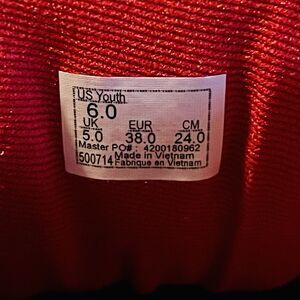 US Youth
6.0
UK EUR CM
5.0 38.0 24.0
Master PO# : 4200180962
500714 Made in Vietnam
Fabrique en Vietnam